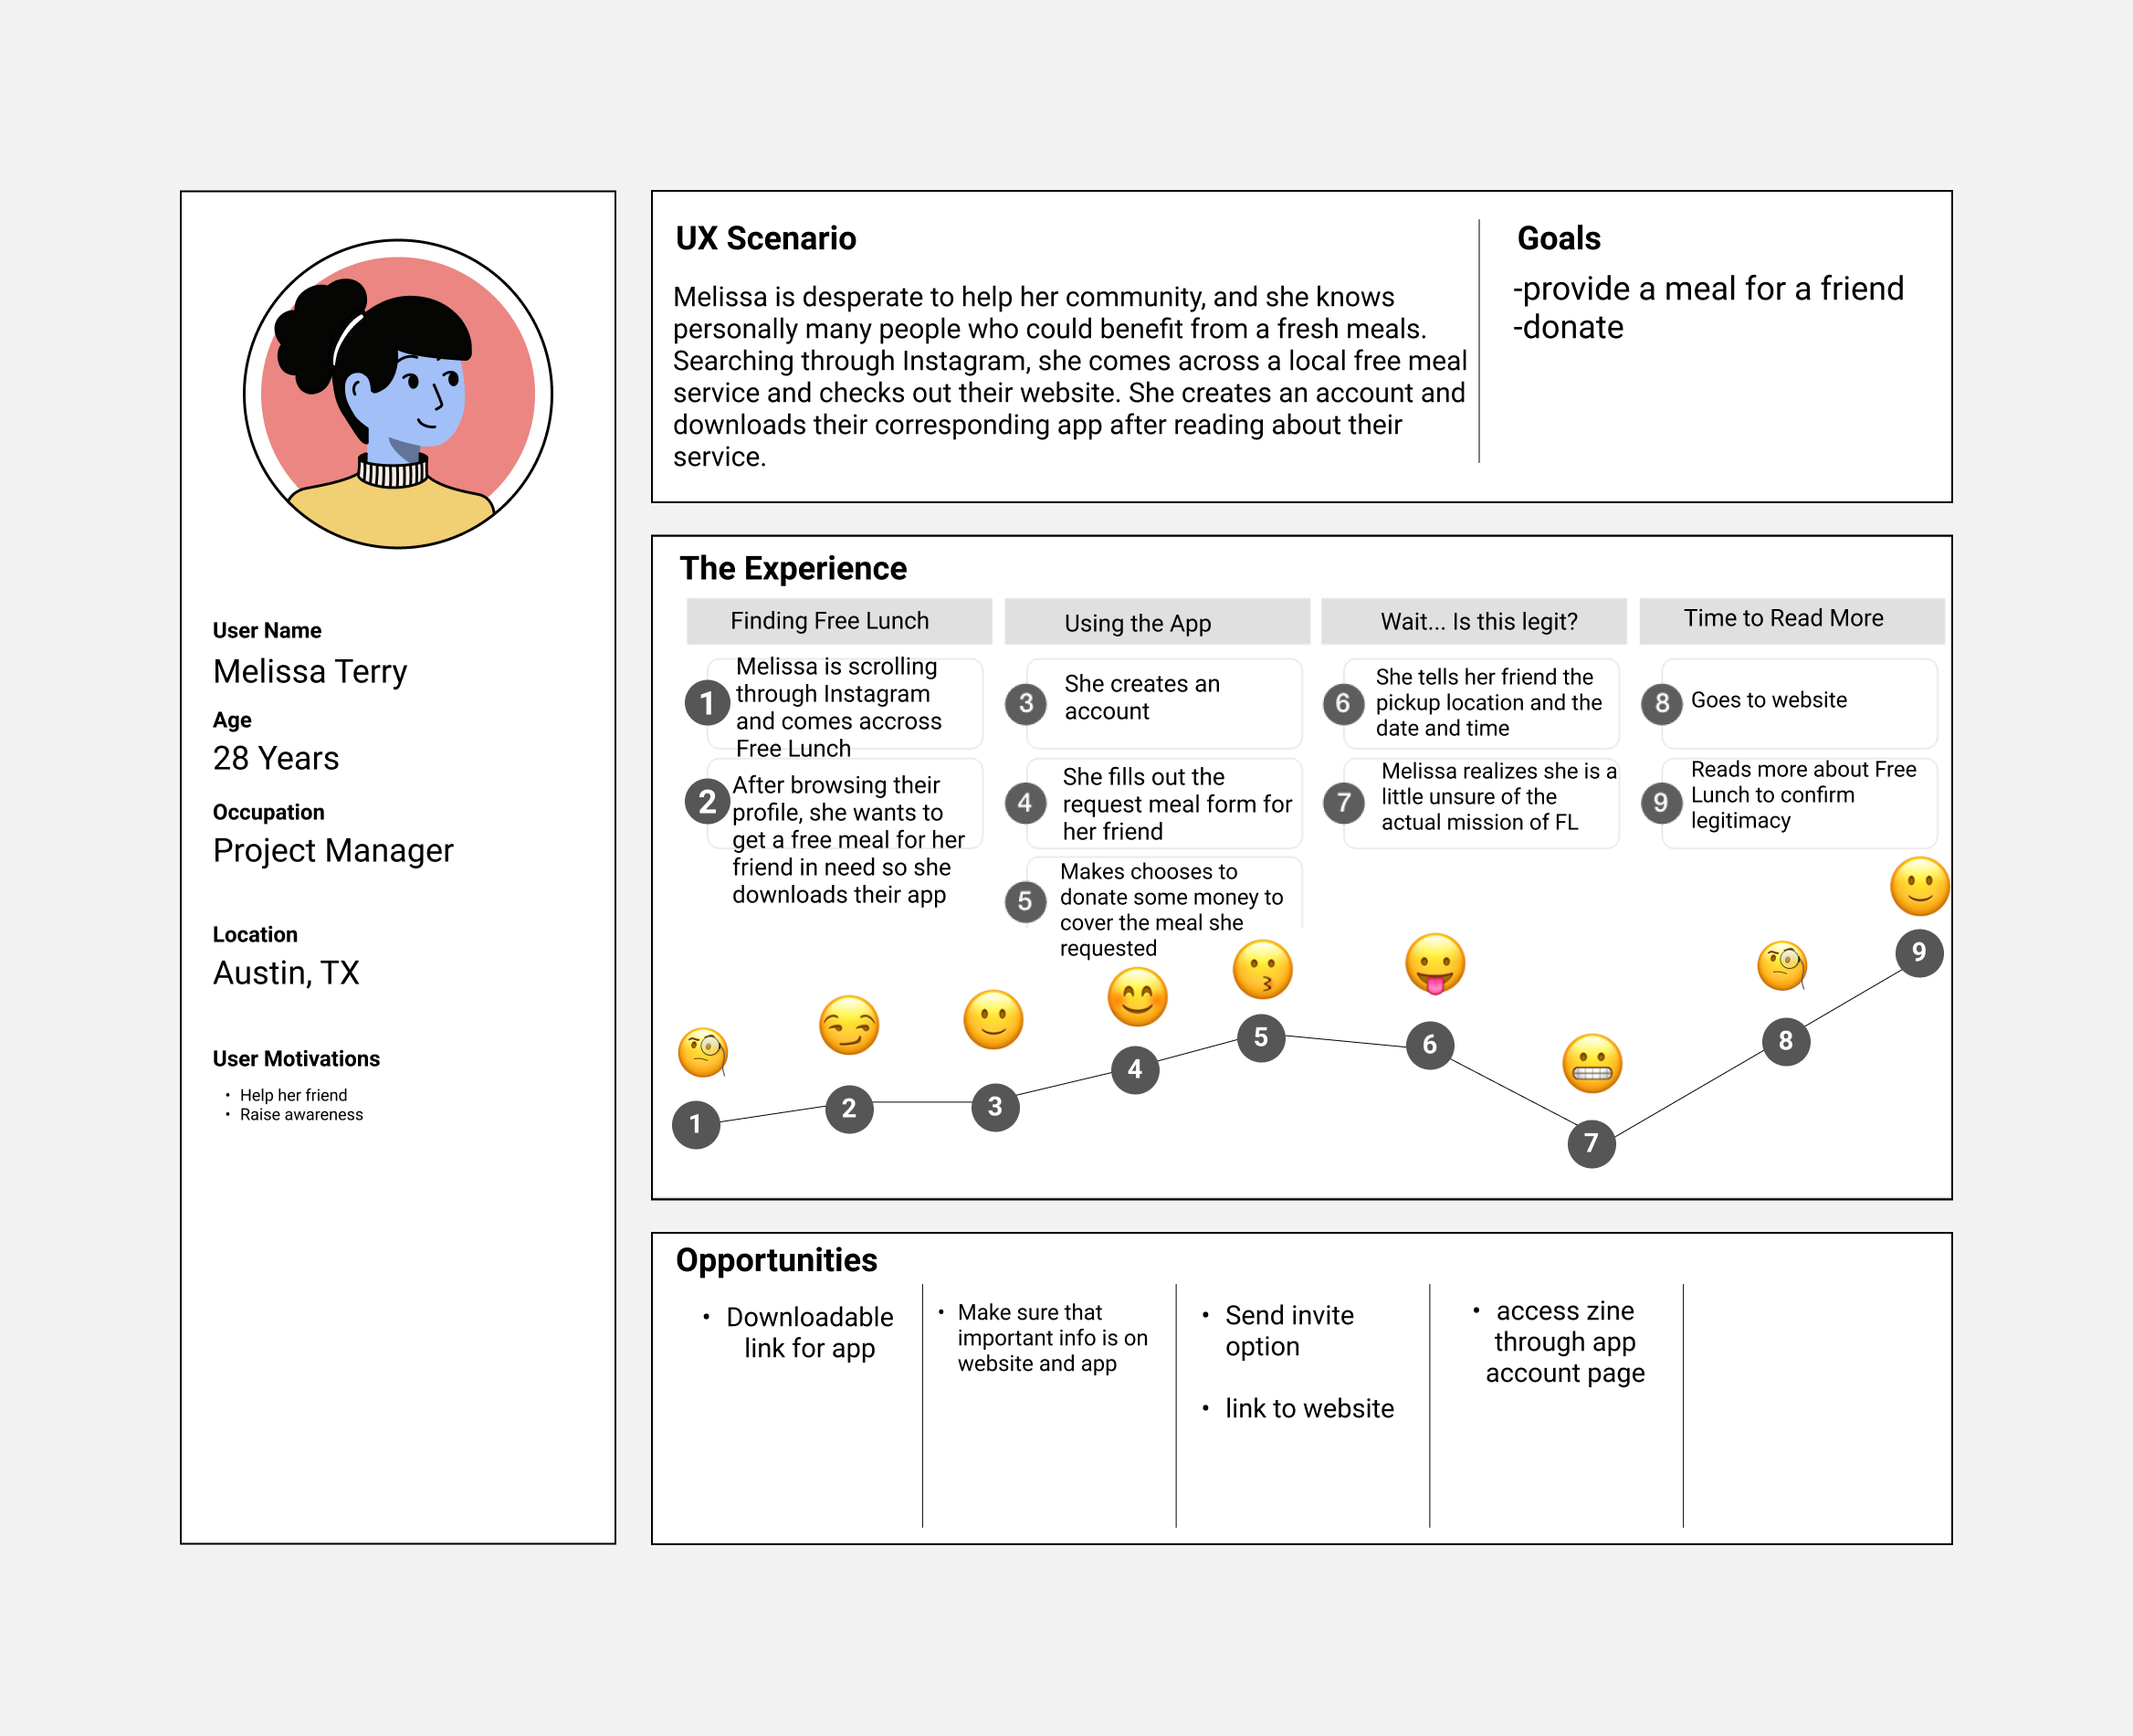 User Name
Melissa Terry
Age
28 Years
Occupation
Project Manager
Location
Austin, TX
User Motivations
• Help her friend
• Raise awareness
UX Scenario
Melissa is desperate to help her community, and she knows
personally many people who could benefit from a fresh meals.
Searching through Instagram, she comes across a local free meal
service and checks out their website. She creates an account and
downloads their corresponding app after reading about their
service.
Goals
-provide a meal for a friend
-donate
The Experience
Finding Free Lunch
1
Melissa is scrolling
through Instagram
and comes accross
Free Lunch
2
After browsing their
profile, she wants to
get a free meal for her
friend in need so she
downloads their app
Using the App
3
She creates an
account
4
She fills out the
request meal form for
her friend
5
Makes chooses to
donate some money to
cover the meal she
requested
Wait... Is this legit?
6
She tells her friend the
pickup location and the
date and time
7
Melissa realizes she is a
little unsure of the
actual mission of FL
Time to Read More
8
Goes to website
9
Reads more about Free
Lunch to confirm
legitimacy
1
2
3
4
5
6
7
8
9
Opportunities
• Downloadable
link for app
• Make sure that
important info is on
website and app
• Send invite
option
• link to website
• access zine
through app
account page